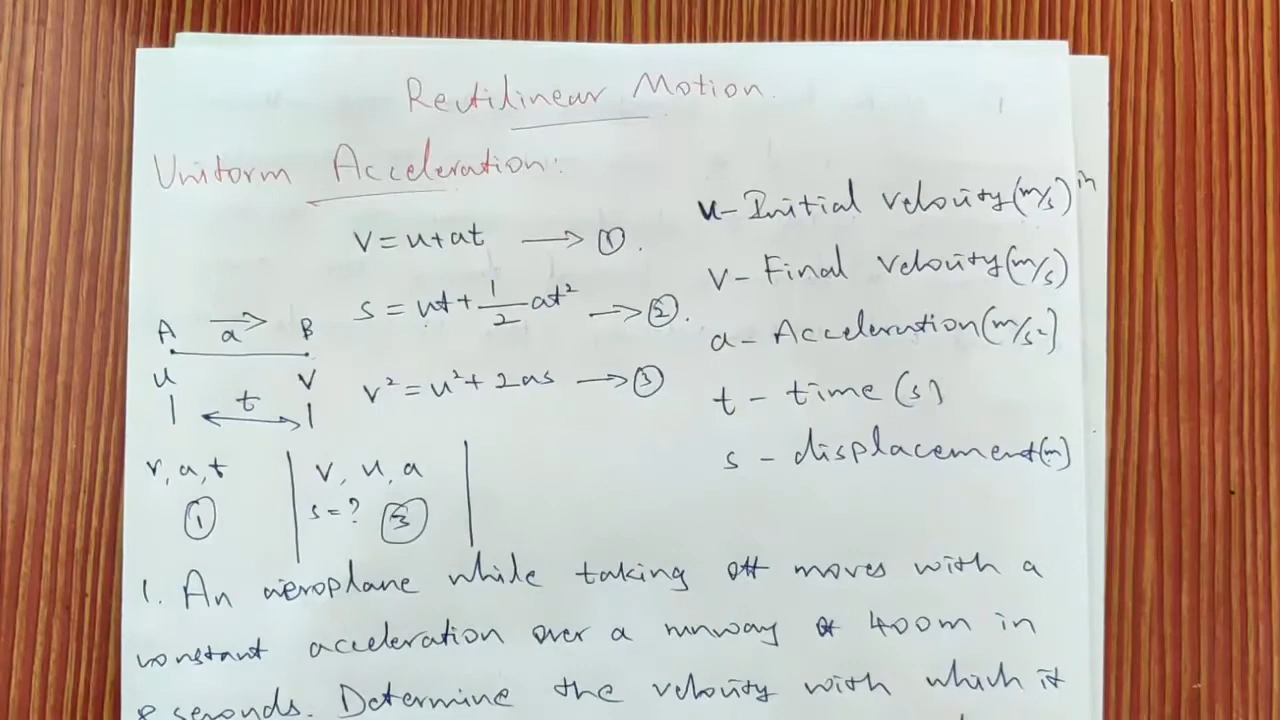 Rectilinear Motion.
Uniform Acceleration:
v = u + at → ①.
s = ut + 1/2 at² → ②.
v² = u² + 2as → ③
A a→ B
u v
t
v, a, t
①
v, u, a
s = ? ③
u - Initial velocity (m/s) in
v - Final velocity (m/s)
a - Acceleration (m/s²)
t - time (s)
s - displacement (m)
1. An aeroplane while taking off moves with a
constant acceleration over a runway of 400m in
8 seconds. Determine the velocity with which it